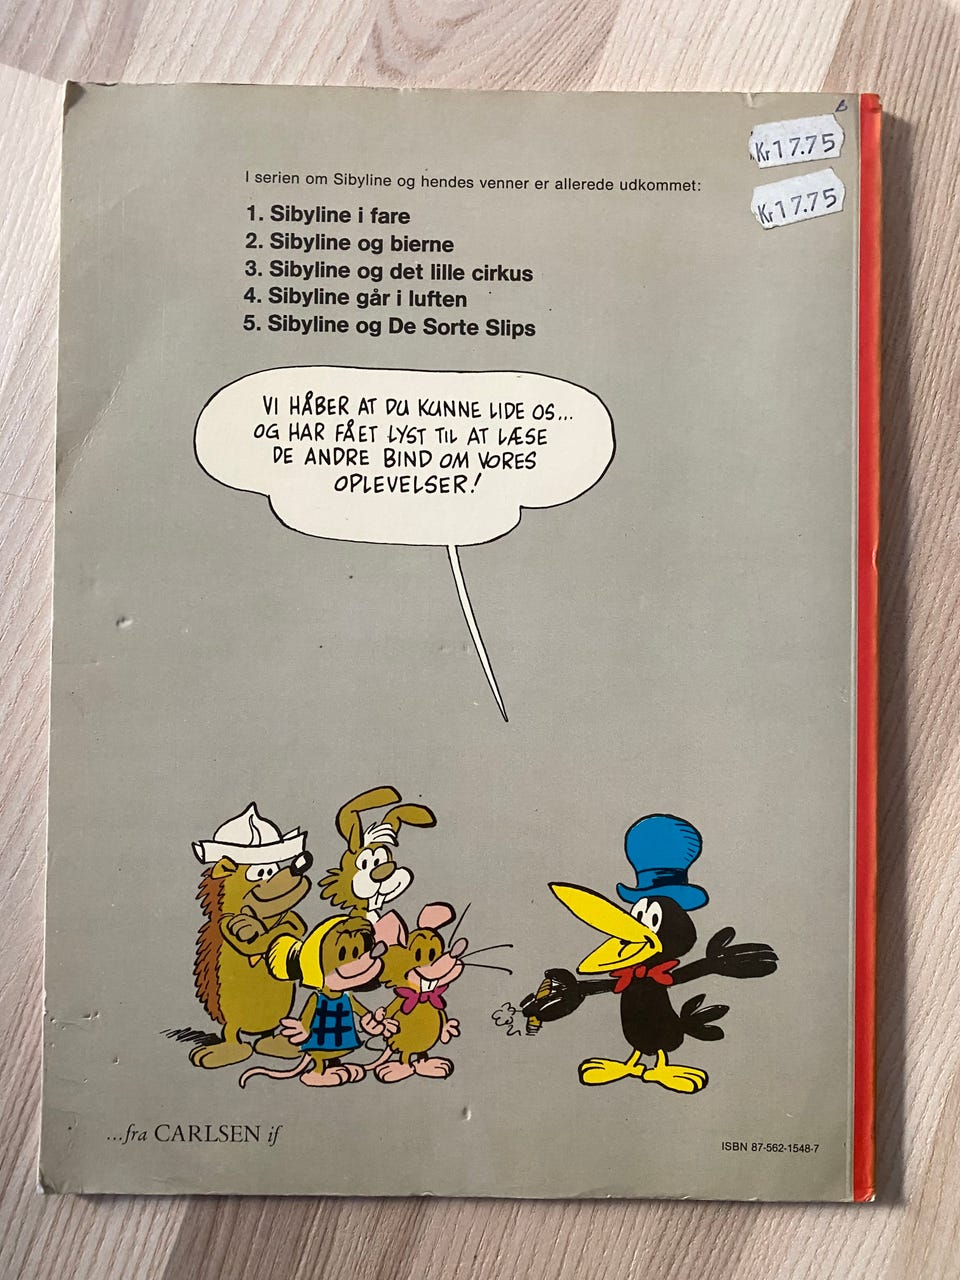 B
Kr 17.75
Kr 17.75
I serien om Sibyline og hendes venner er allerede udkommet:
1. Sibyline i fare
2. Sibyline og bierne
3. Sibyline og det lille cirkus
4. Sibyline går i luften
5. Sibyline og De Sorte Slips
VI HÅBER AT DU KUNNE LIDE OS...
OG HAR FÅET LYST TIL AT LÆSE
DE ANDRE BIND OM VORES
OPLEVELSER!
...fra CARLSEN if
ISBN 87-562-1548-7